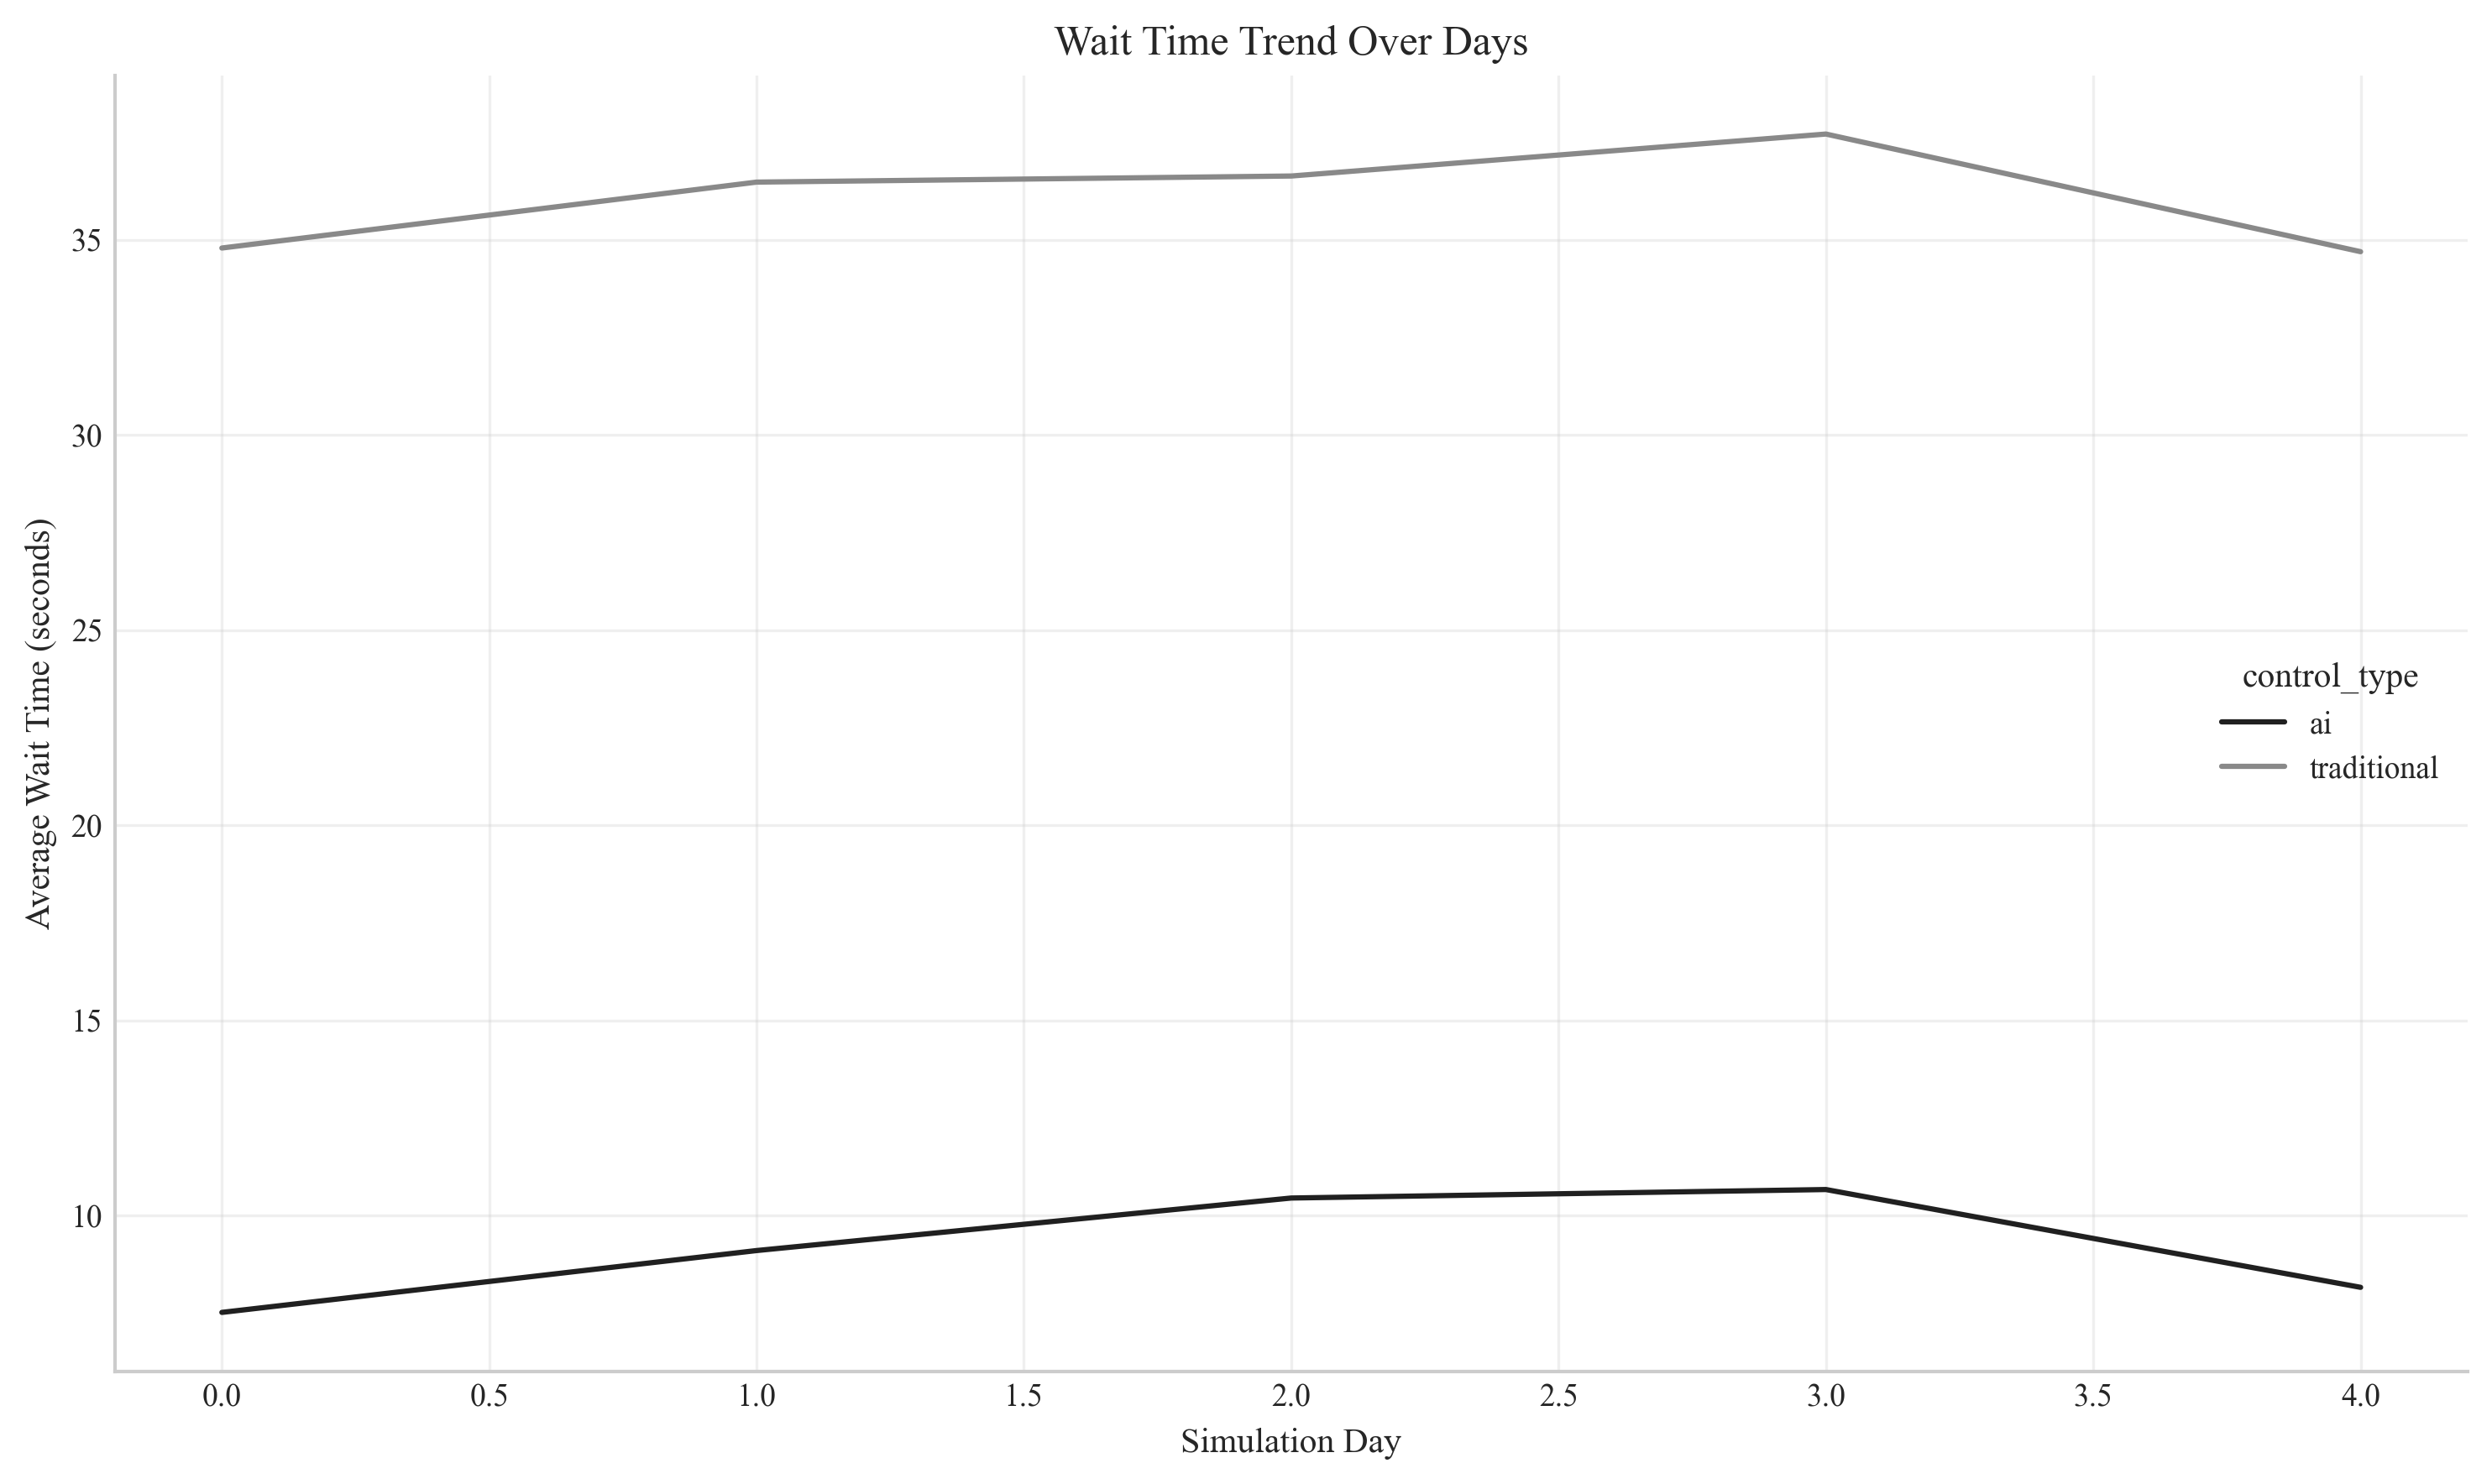 Wait Time Trend Over Days
Average Wait Time (seconds)
35
30
25
20
15
10
control_type
ai
traditional
0.0 0.5 1.0 1.5 2.0 2.5 3.0 3.5 4.0
Simulation Day